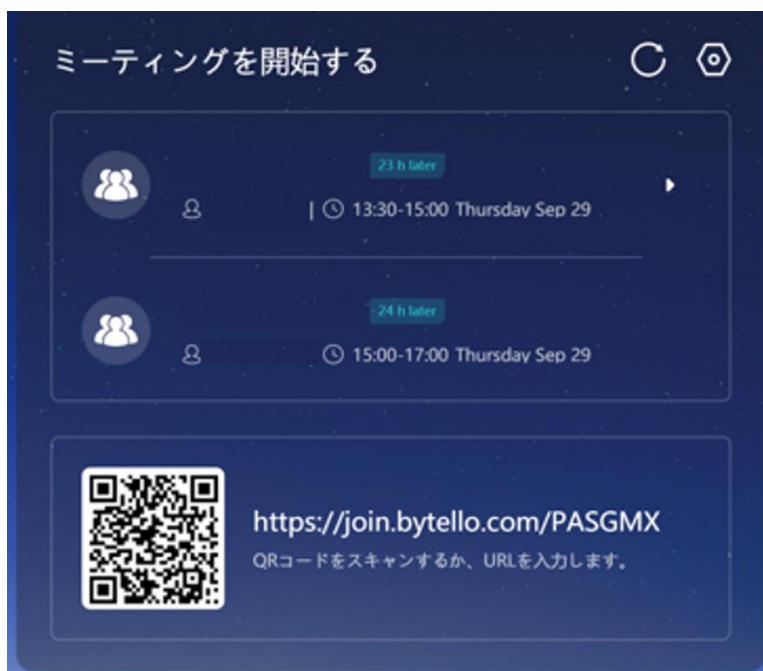 ミーティングを開始する
23 h later
| 13:30-15:00 Thursday Sep 29
24 h later
15:00-17:00 Thursday Sep 29
https://join.bytello.com/PASGMX
QRコードをスキャンするか、URLを入力します。